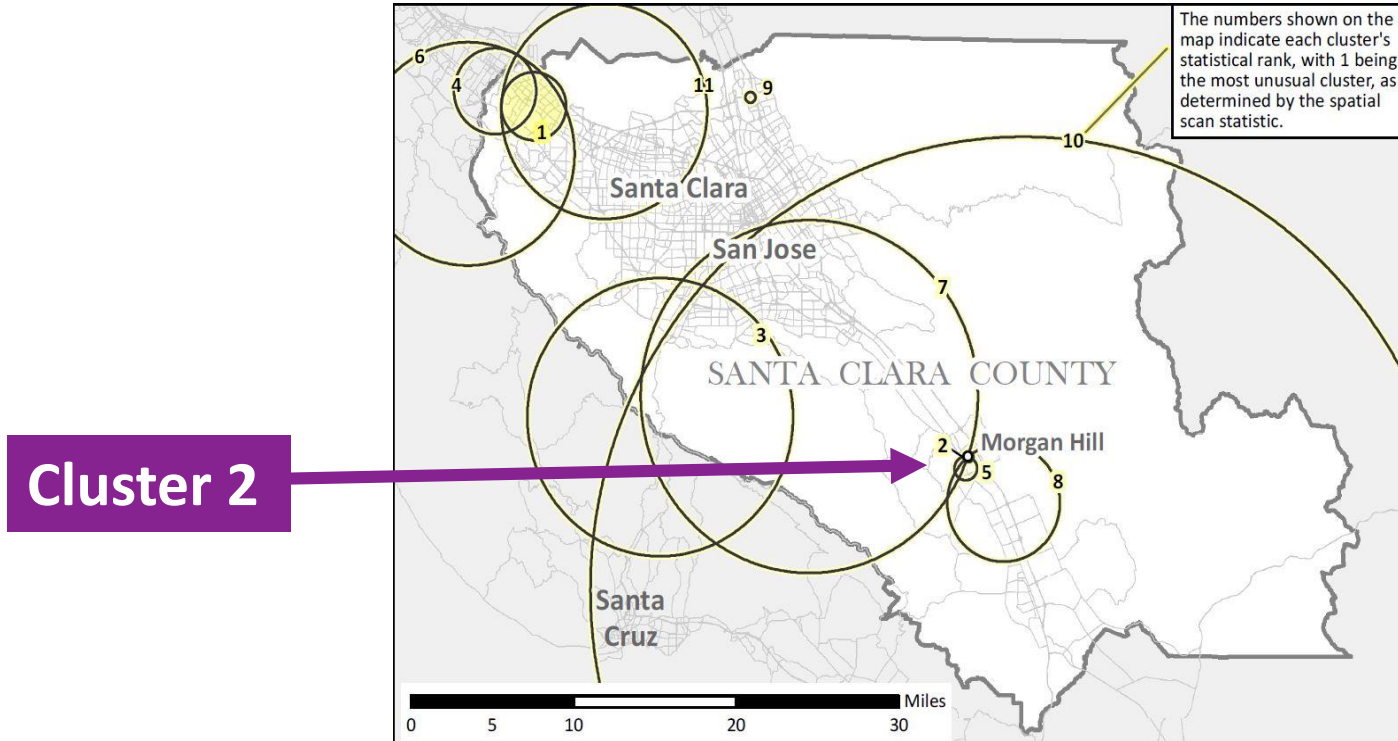 The numbers shown on the
map indicate each cluster's
statistical rank, with 1 being
the most unusual cluster, as
determined by the spatial
scan statistic.
6
4
11
9
1
10
Santa Clara
San Jose
7
3
SANTA CLARA COUNTY
2
Morgan Hill
5
8
Cluster 2
Santa
Cruz
Miles
0 5 10 20 30